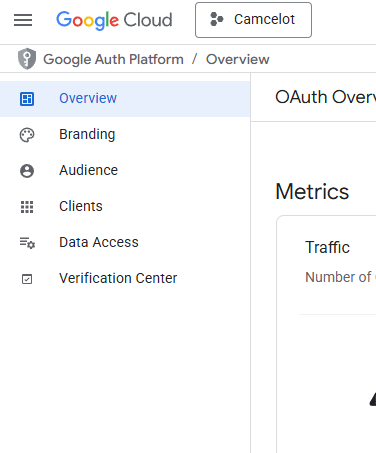 Google Cloud
Camcelot
Google Auth Platform / Overview
Overview
OAuth Overv
Branding
Audience
Metrics
Clients
Traffic
Data Access
Number of
Verification Center